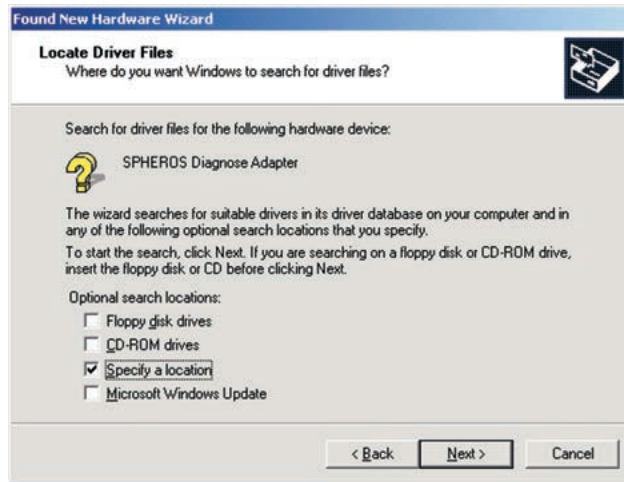 Found New Hardware Wizard
Locate Driver Files
Where do you want Windows to search for driver files?
Search for driver files for the following hardware device:
SPHEROS Diagnose Adapter
The wizard searches for suitable drivers in its driver database on your computer and in
any of the following optional search locations that you specify.
To start the search, click Next. If you are searching on a floppy disk or CD-ROM drive,
insert the floppy disk or CD before clicking Next.
Optional search locations:
Floppy disk drives
CD-ROM drives
Specify a location
Microsoft Windows Update
< Back Next > Cancel